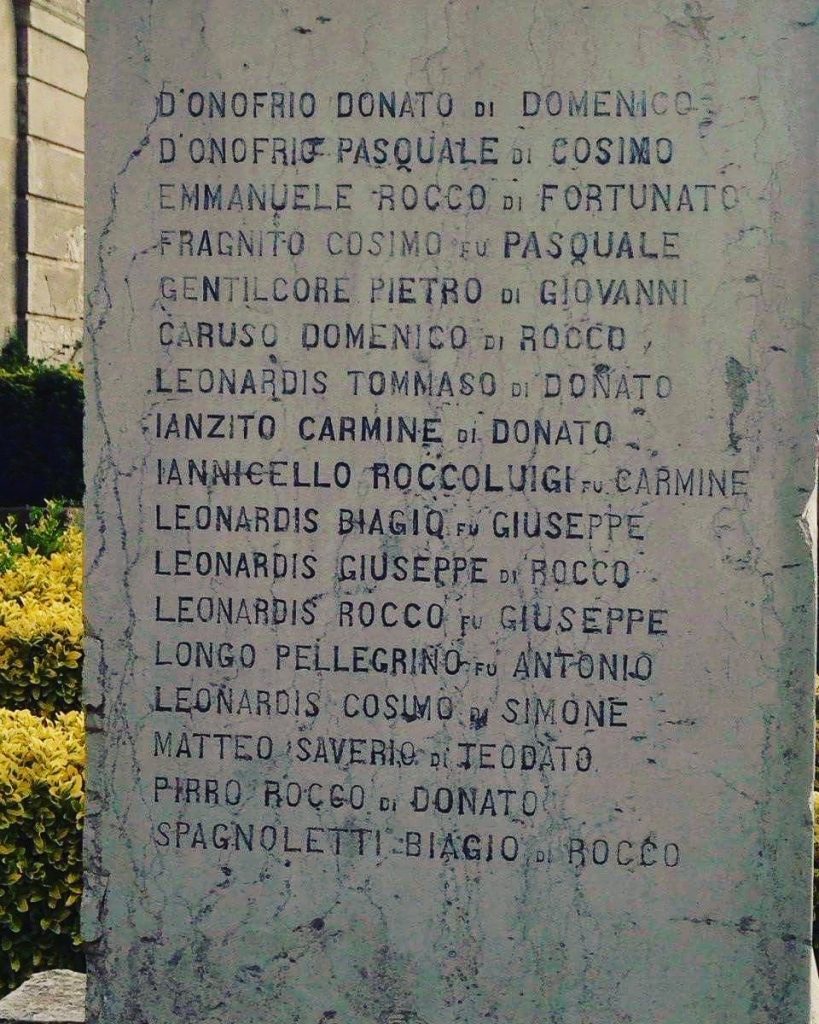 D'ONOFRIO DONATO DI DOMENICO
D'ONOFRIO PASQUALE DI COSIMO
EMMANUELE ROCCO DI FORTUNATO
FRAGNITO COSIMO FU PASQUALE
GENTILCORE PIETRO DI GIOVANNI
CARUSO DOMENICO DI ROCCO
LEONARDIS TOMMASO DI DONATO
IANZITO CARMINE DI DONATO
IANNICELLO ROCCOLUIGI FU CARMINE
LEONARDIS BIAGIO FU GIUSEPPE
LEONARDIS GIUSEPPE DI ROCCO
LEONARDIS ROCCO FU GIUSEPPE
LONGO PELLEGRINO FU ANTONIO
LEONARDIS COSIMO DI SIMONE
MATTEO SAVERIO DI TEODATO
PIRRO ROCCO DI DONATO
SPAGNOLETTI BIAGIO DI ROCCO